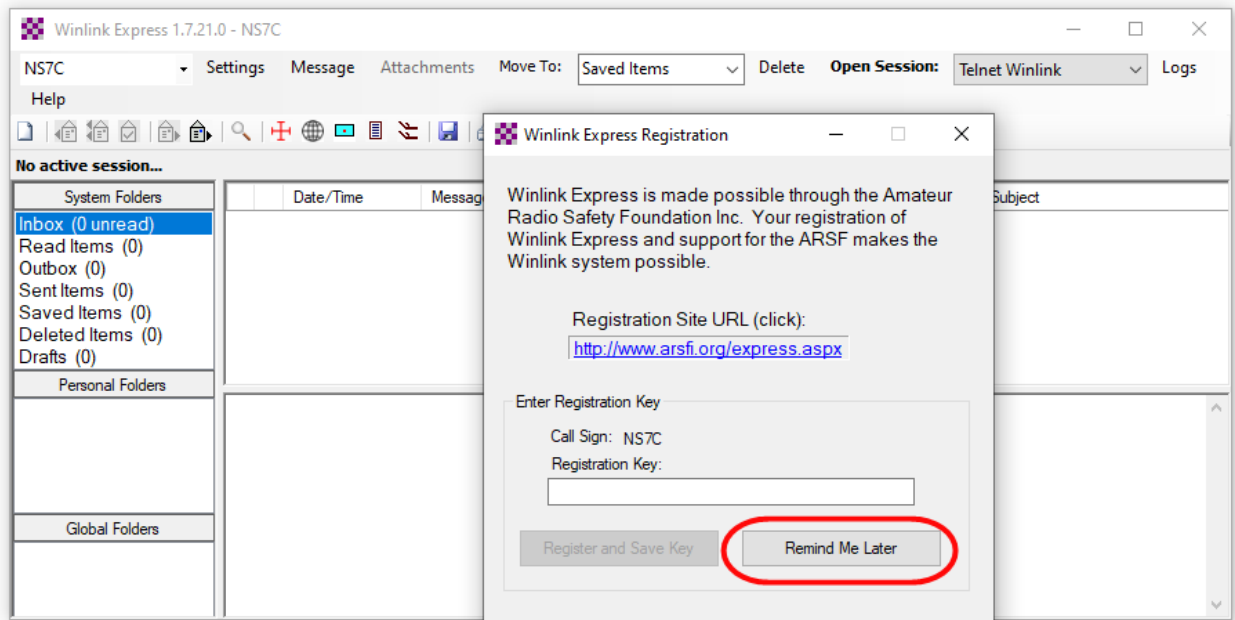 Winlink Express 1.7.21.0 - NS7C
NS7C Settings Message Attachments Move To: Saved Items Delete Open Session: Telnet Winlink Logs
Help
No active session...
System Folders
Inbox (0 unread)
Read Items (0)
Outbox (0)
Sent Items (0)
Saved Items (0)
Deleted Items (0)
Drafts (0)
Personal Folders
Global Folders
Date/Time Message Subject
Winlink Express Registration
Winlink Express is made possible through the Amateur
Radio Safety Foundation Inc. Your registration of
Winlink Express and support for the ARSF makes the
Winlink system possible.
Registration Site URL (click):
http://www.arsfi.org/express.aspx
Enter Registration Key
Call Sign: NS7C
Registration Key:
Register and Save Key Remind Me Later